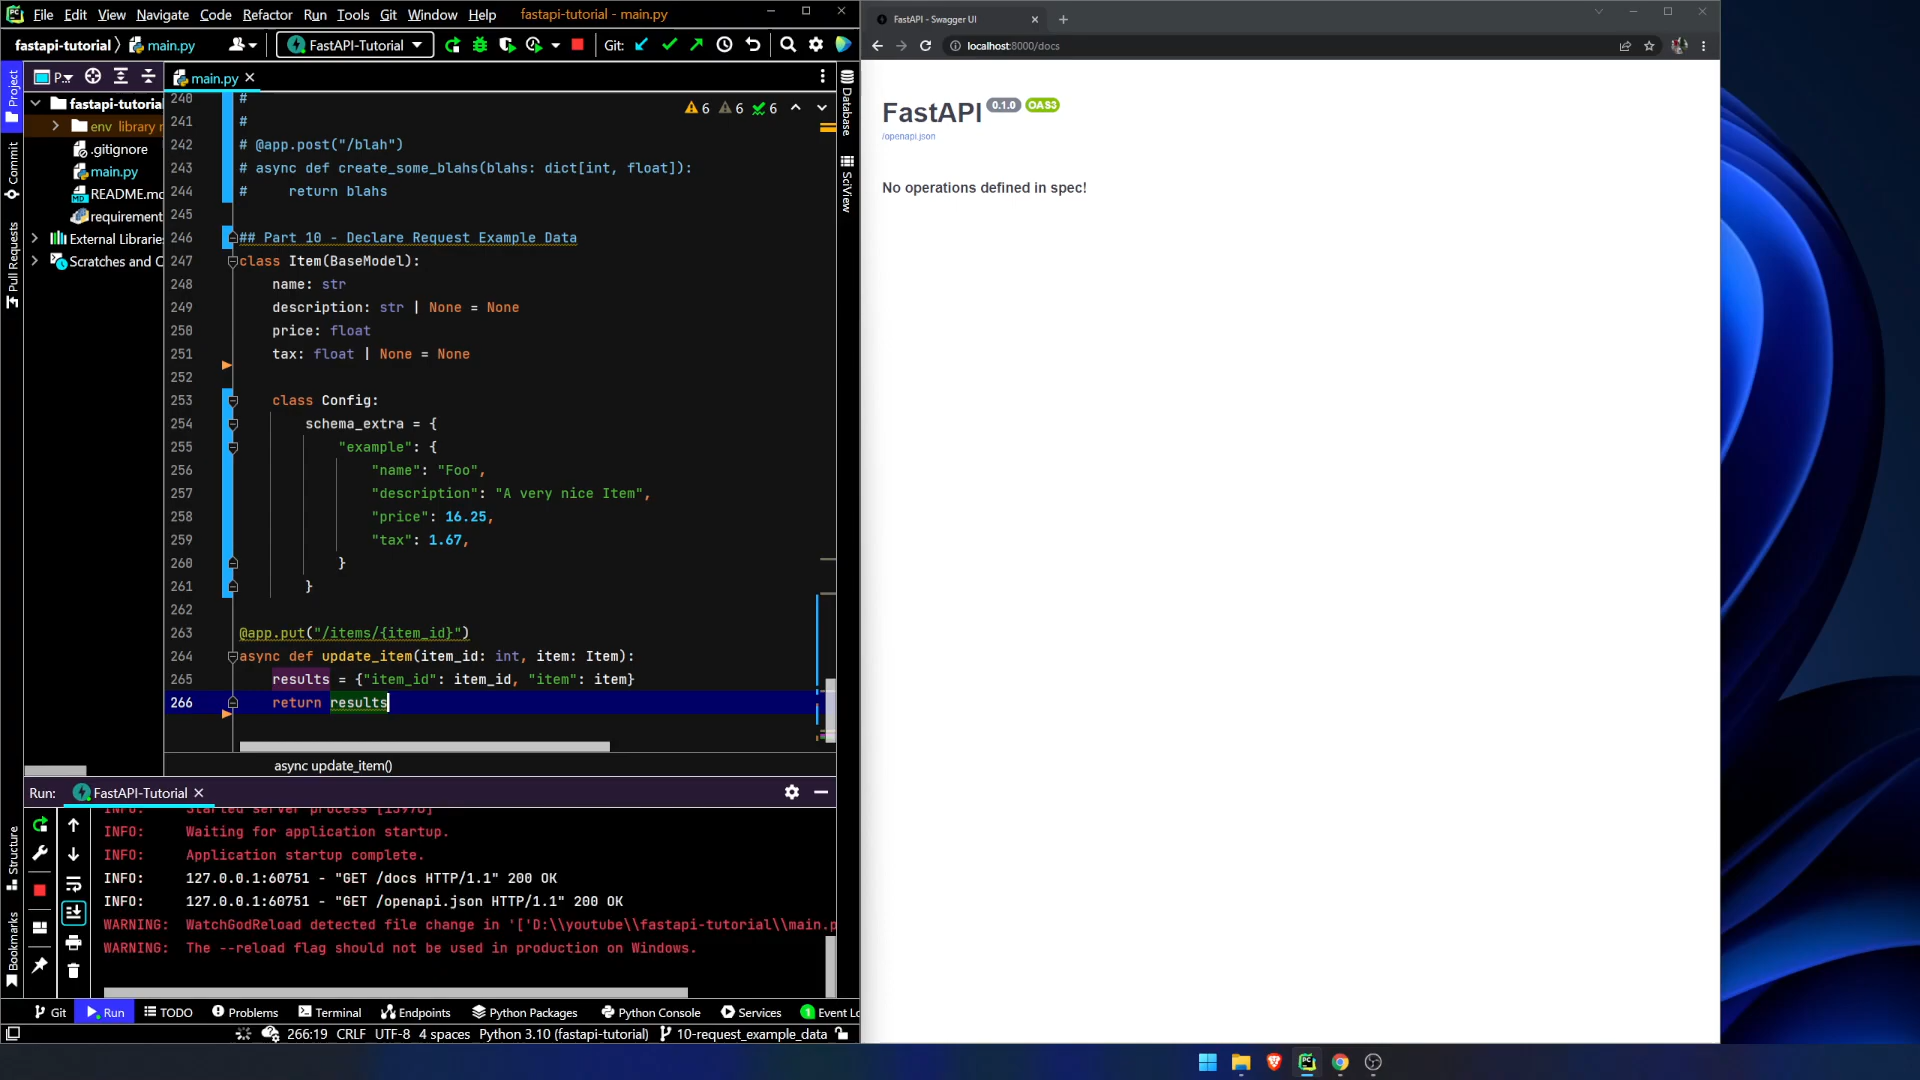 File Edit View Navigate Code Refactor Run Tools Git Window Help fastapi-tutorial - main.py
fastapi-tutorial main.py FastAPI-Tutorial Git:
P.. main.py
Project
Commit
Pull Requests
Structure
Bookmarks
fastapi-tutorial
env library r
.gitignore
main.py
README.md
requirement
External Librarie
Scratches and C
6 6 6
Database
SciView
240 #
241 #
242 # @app.post("/blah")
243 # async def create_some_blahs(blahs: dict[int, float]):
244 #     return blahs
245
246 ## Part 10 - Declare Request Example Data
247 class Item(BaseModel):
248     name: str
249     description: str | None = None
250     price: float
251     tax: float | None = None
252
253     class Config:
254         schema_extra = {
255             "example": {
256                 "name": "Foo",
257                 "description": "A very nice Item",
258                 "price": 16.25,
259                 "tax": 1.67,
260             }
261         }
262
263 @app.put("/items/{item_id}")
264 async def update_item(item_id: int, item: Item):
265     results = {"item_id": item_id, "item": item}
266     return results
async update_item()
Run: FastAPI-Tutorial
INFO: Started server process [15976]
INFO: Waiting for application startup.
INFO: Application startup complete.
INFO: 127.0.0.1:60751 - "GET /docs HTTP/1.1" 200 OK
INFO: 127.0.0.1:60751 - "GET /openapi.json HTTP/1.1" 200 OK
WARNING: WatchGodReload detected file change in '['D:\\youtube\\fastapi-tutorial\\main.p
WARNING: The --reload flag should not be used in production on Windows.
Git Run TODO Problems Terminal Endpoints Python Packages Python Console Services 1 Event Lo
266:19 CRLF UTF-8 4 spaces Python 3.10 (fastapi-tutorial) 10-request_example_data
FastAPI - Swagger UI
localhost:8000/docs
FastAPI 0.1.0 OAS3
/openapi.json
No operations defined in spec!